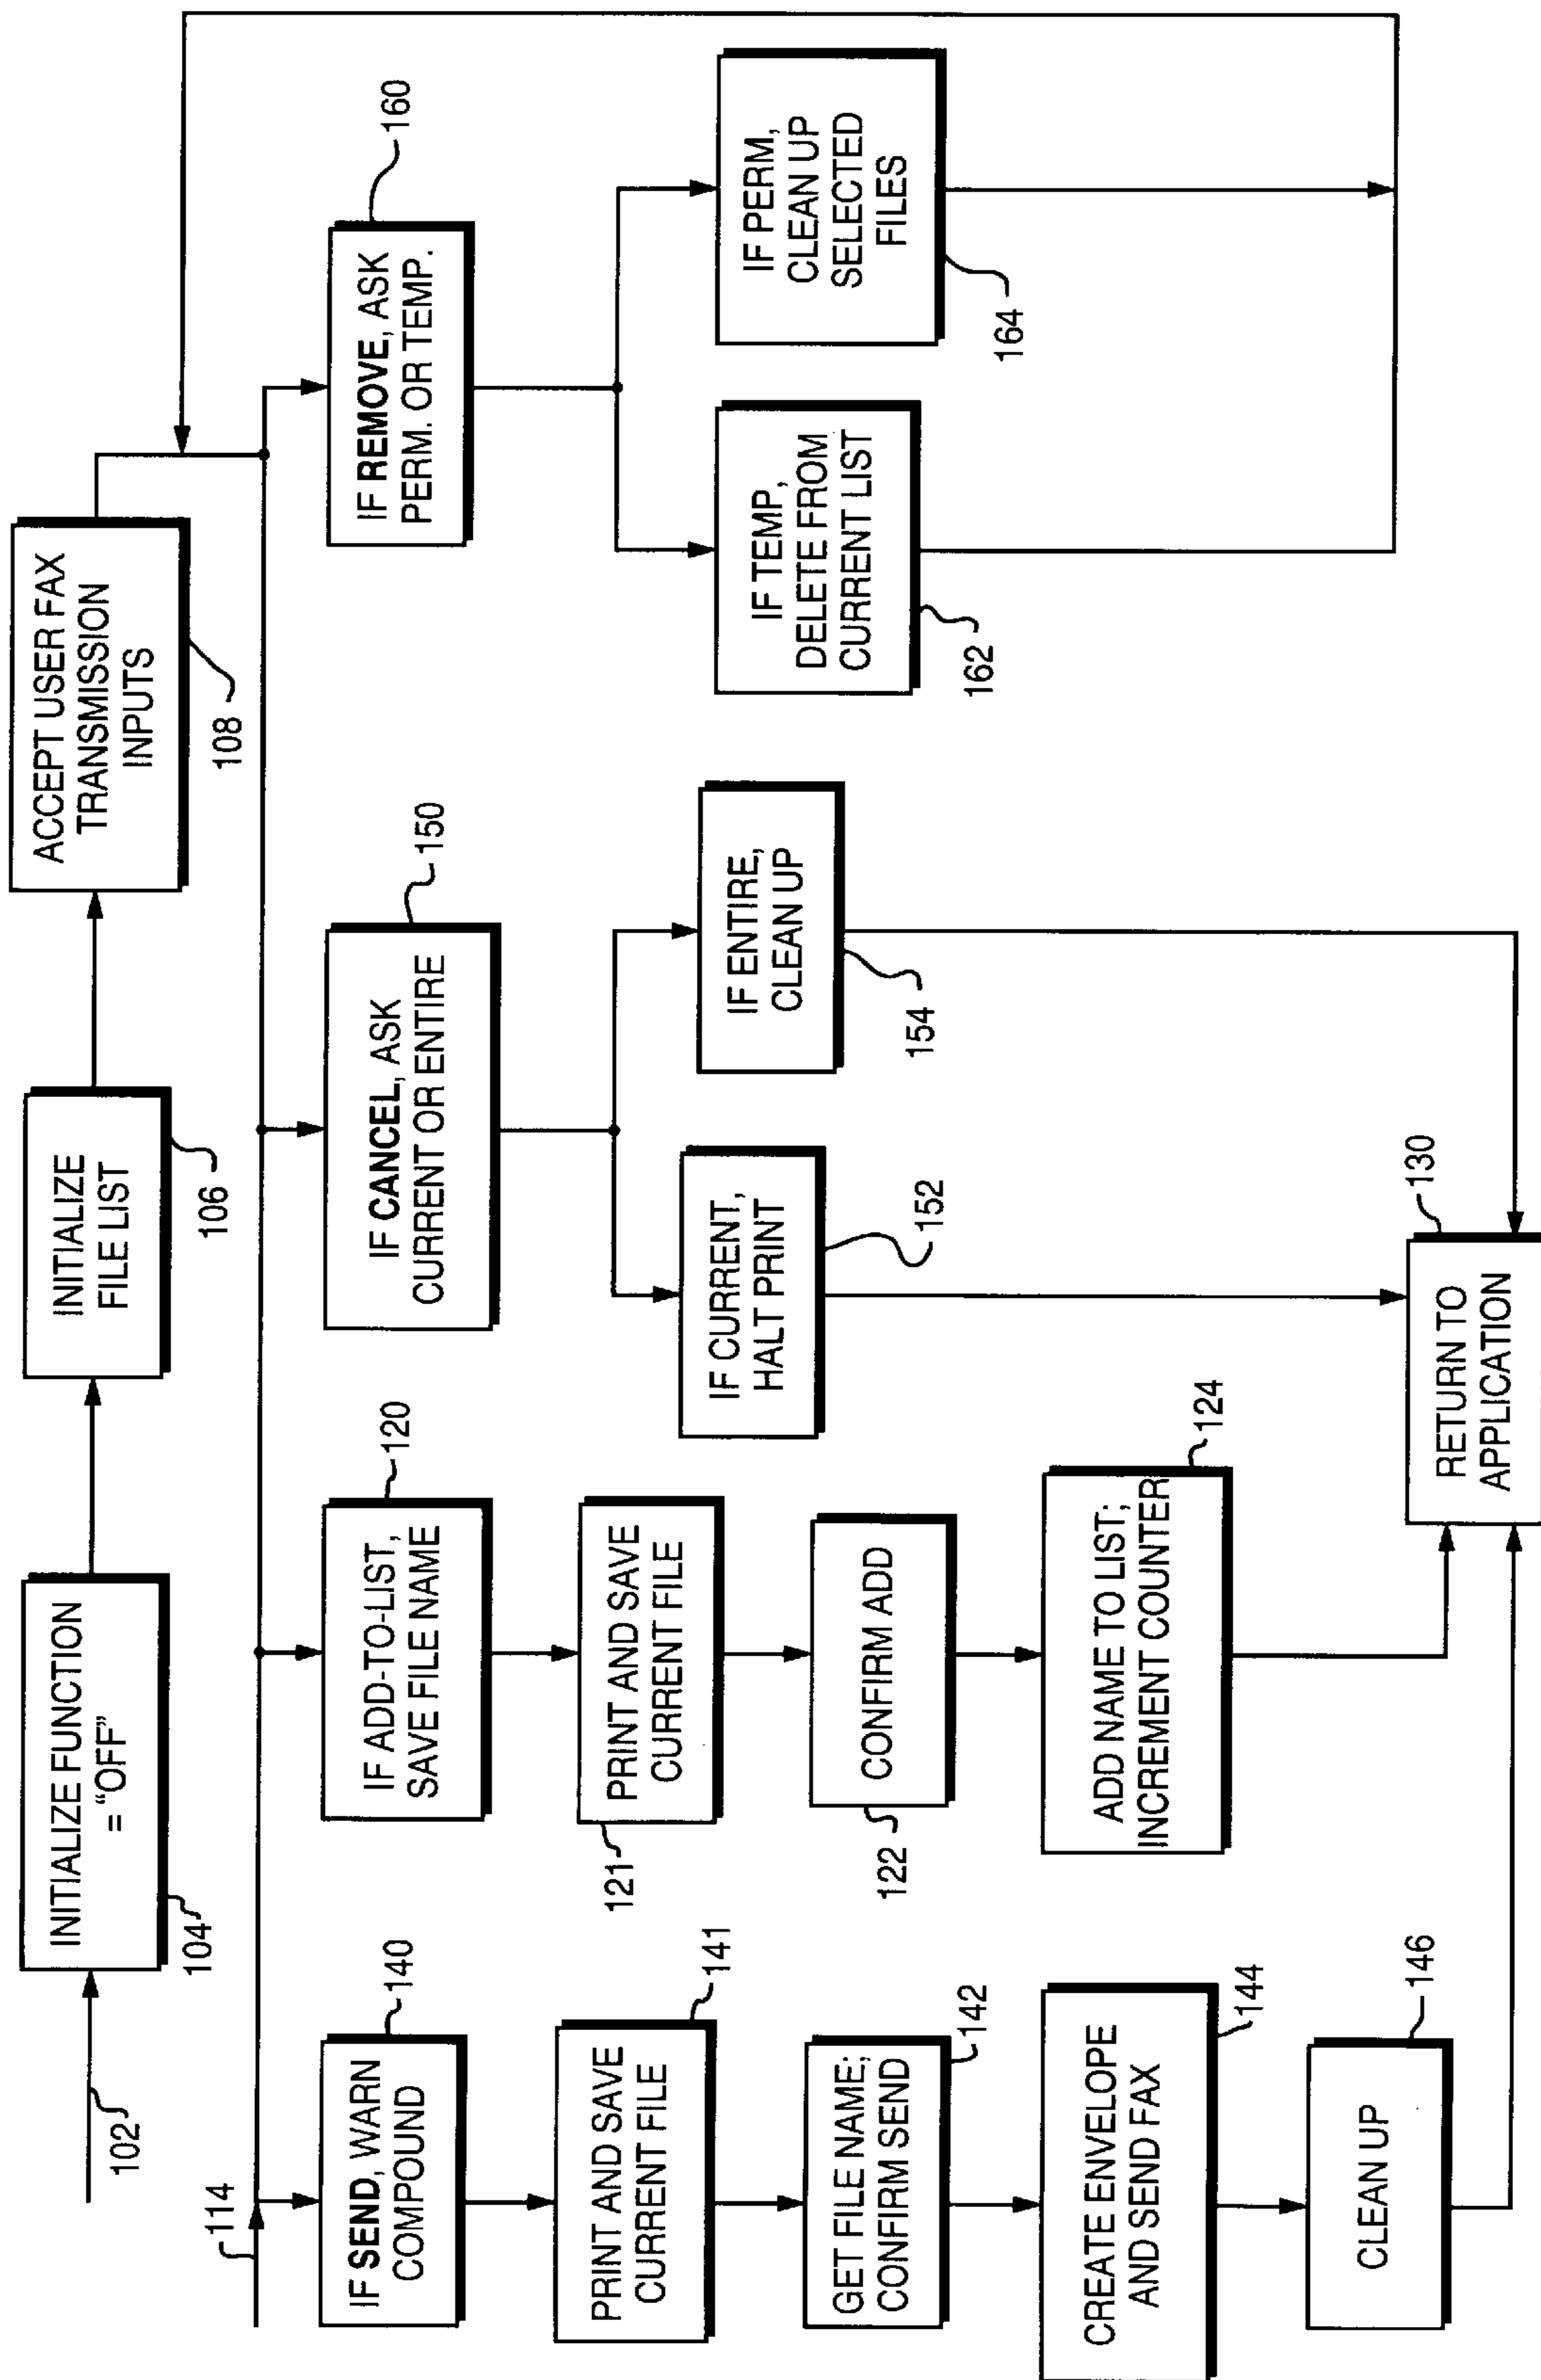 102
INITIALIZE FUNCTION
= “OFF”
104
INITIALIZE
FILE LIST
106
ACCEPT USER FAX
TRANSMISSION
INPUTS
108
114
IF SEND, WARN
COMPOUND
140
PRINT AND SAVE
CURRENT FILE
141
GET FILE NAME;
CONFIRM SEND
142
CREATE ENVELOPE
AND SEND FAX
144
CLEAN UP
146
IF ADD-TO-LIST,
SAVE FILE NAME
120
PRINT AND SAVE
CURRENT FILE
121
CONFIRM ADD
122
ADD NAME TO LIST;
INCREMENT COUNTER
124
IF CANCEL, ASK
CURRENT OR ENTIRE
150
IF CURRENT,
HALT PRINT
152
IF ENTIRE,
CLEAN UP
154
RETURN TO
APPLICATION
130
IF REMOVE, ASK
PERM. OR TEMP.
160
IF TEMP,
DELETE FROM
CURRENT LIST
162
IF PERM,
CLEAN UP
SELECTED
FILES
164